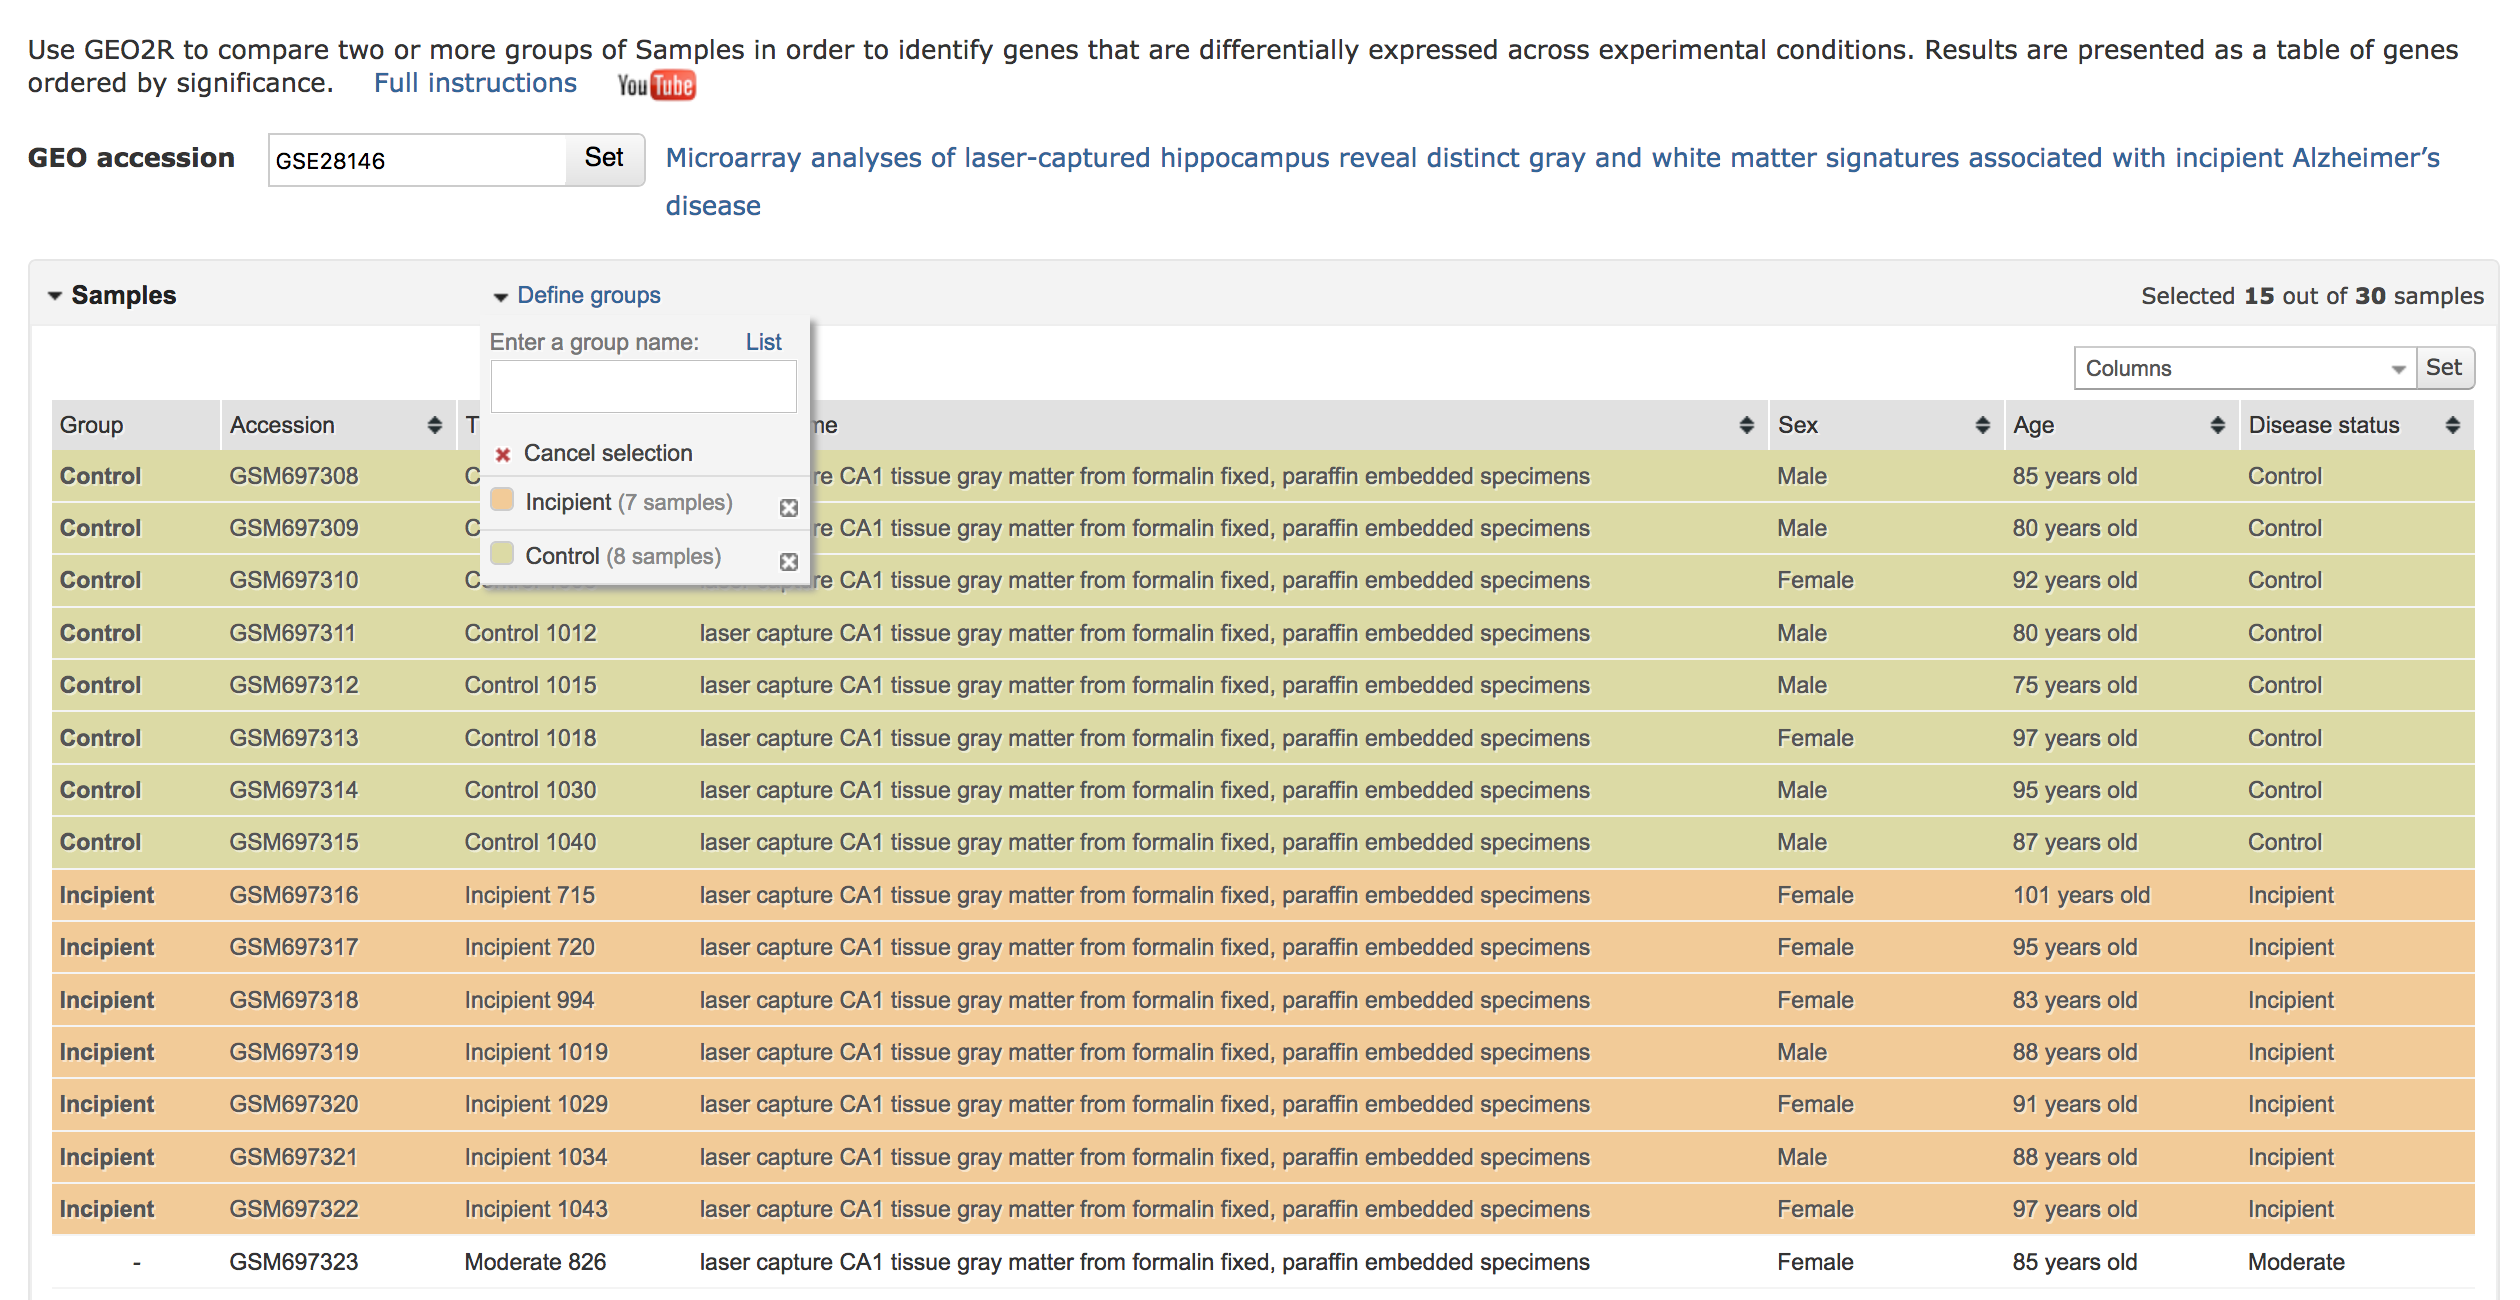 Use GEO2R to compare two or more groups of Samples in order to identify genes that are differentially expressed across experimental conditions. Results are presented as a table of genes
ordered by significance. Full instructions YouTube
GEO accession GSE28146 Set Microarray analyses of laser-captured hippocampus reveal distinct gray and white matter signatures associated with incipient Alzheimer’s
disease
Samples Define groups Selected 15 out of 30 samples
Enter a group name: List
Columns Set
Group Accession Sex Age Disease status
Cancel selection
Control GSM697308 CA1 tissue gray matter from formalin fixed, paraffin embedded specimens Male 85 years old Control
Incipient (7 samples)
Control GSM697309 CA1 tissue gray matter from formalin fixed, paraffin embedded specimens Male 80 years old Control
Control (8 samples)
Control GSM697310 CA1 tissue gray matter from formalin fixed, paraffin embedded specimens Female 92 years old Control
Control GSM697311 Control 1012 laser capture CA1 tissue gray matter from formalin fixed, paraffin embedded specimens Male 80 years old Control
Control GSM697312 Control 1015 laser capture CA1 tissue gray matter from formalin fixed, paraffin embedded specimens Male 75 years old Control
Control GSM697313 Control 1018 laser capture CA1 tissue gray matter from formalin fixed, paraffin embedded specimens Female 97 years old Control
Control GSM697314 Control 1030 laser capture CA1 tissue gray matter from formalin fixed, paraffin embedded specimens Male 95 years old Control
Control GSM697315 Control 1040 laser capture CA1 tissue gray matter from formalin fixed, paraffin embedded specimens Male 87 years old Control
Incipient GSM697316 Incipient 715 laser capture CA1 tissue gray matter from formalin fixed, paraffin embedded specimens Female 101 years old Incipient
Incipient GSM697317 Incipient 720 laser capture CA1 tissue gray matter from formalin fixed, paraffin embedded specimens Female 95 years old Incipient
Incipient GSM697318 Incipient 994 laser capture CA1 tissue gray matter from formalin fixed, paraffin embedded specimens Female 83 years old Incipient
Incipient GSM697319 Incipient 1019 laser capture CA1 tissue gray matter from formalin fixed, paraffin embedded specimens Male 88 years old Incipient
Incipient GSM697320 Incipient 1029 laser capture CA1 tissue gray matter from formalin fixed, paraffin embedded specimens Female 91 years old Incipient
Incipient GSM697321 Incipient 1034 laser capture CA1 tissue gray matter from formalin fixed, paraffin embedded specimens Male 88 years old Incipient
Incipient GSM697322 Incipient 1043 laser capture CA1 tissue gray matter from formalin fixed, paraffin embedded specimens Female 97 years old Incipient
- GSM697323 Moderate 826 laser capture CA1 tissue gray matter from formalin fixed, paraffin embedded specimens Female 85 years old Moderate